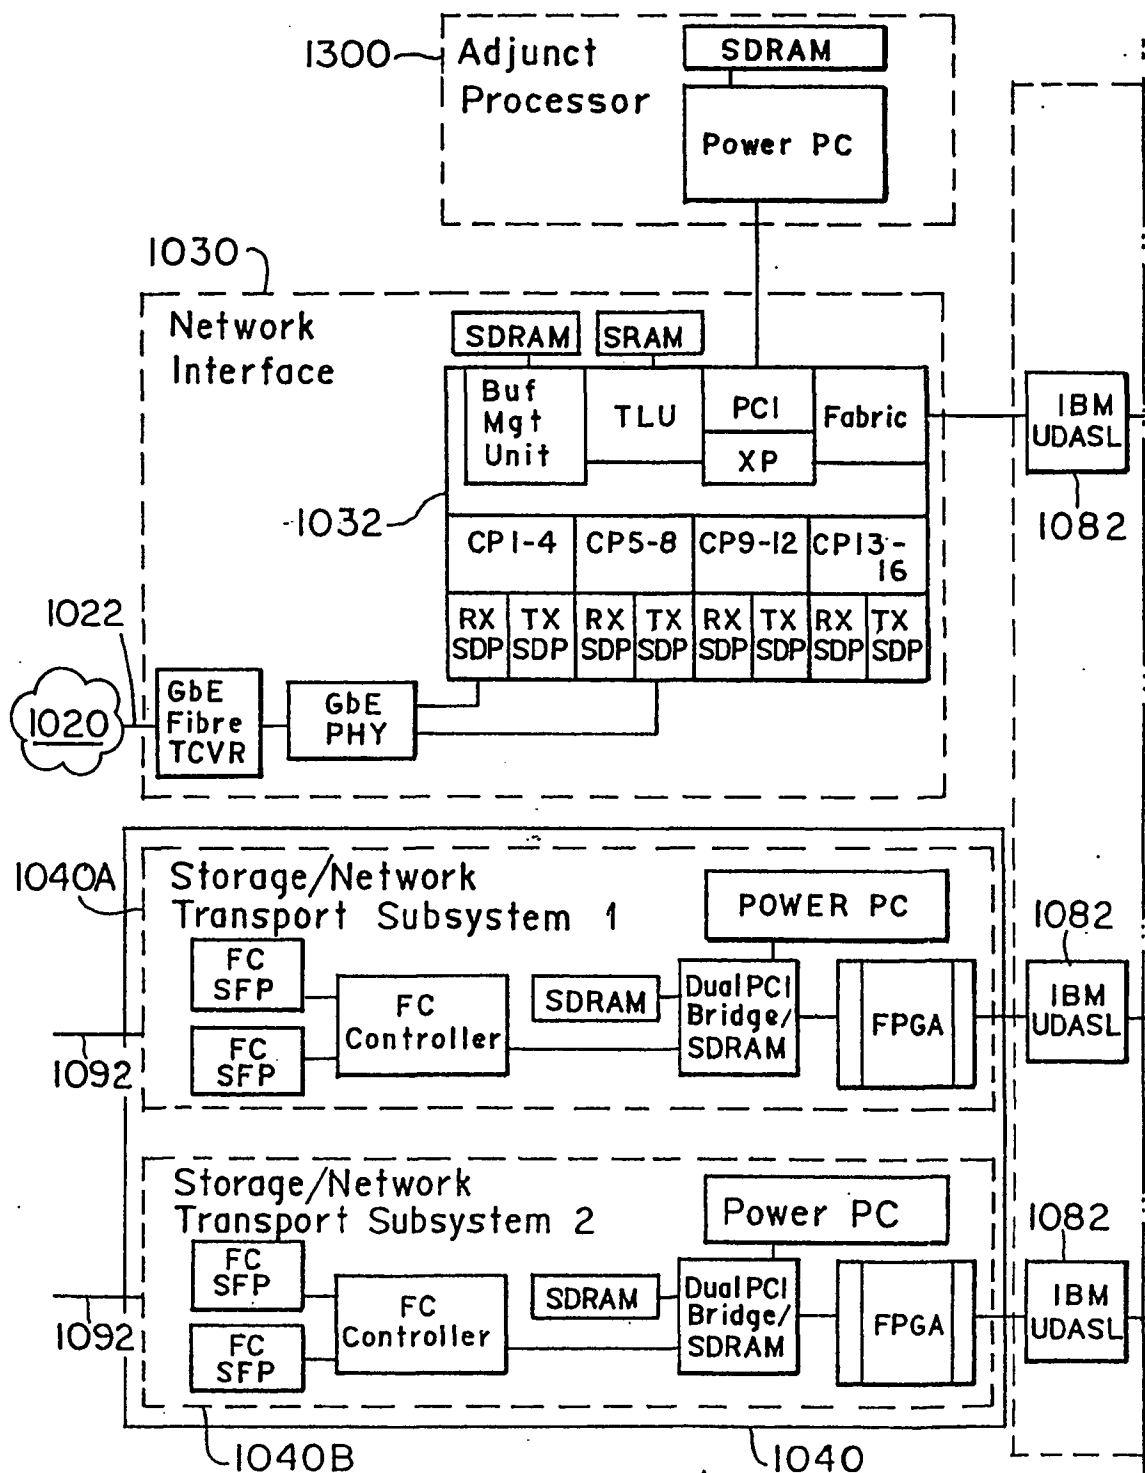 1300
Adjunct
Processor
SDRAM
Power PC
1030
Network
Interface
SDRAM
SRAM
Buf
Mgt
Unit
TLU
PCI
XP
Fabric
IBM
UDASL
1082
1032
CP1-4
CP5-8
CP9-12
CP13-
16
RX
SDP
TX
SDP
RX
SDP
TX
SDP
RX
SDP
TX
SDP
RX
SDP
TX
SDP
1022
1020
GbE
Fibre
TCVR
GbE
PHY
1040A
Storage/Network
Transport Subsystem 1
POWER PC
FC
SFP
FC
SFP
FC
Controller
SDRAM
Dual PCI
Bridge/
SDRAM
FPGA
1082
IBM
UDASL
1092
Storage/Network
Transport Subsystem 2
Power PC
FC
SFP
FC
SFP
FC
Controller
SDRAM
Dual PCI
Bridge/
SDRAM
FPGA
1082
IBM
UDASL
1092
1040B
1040